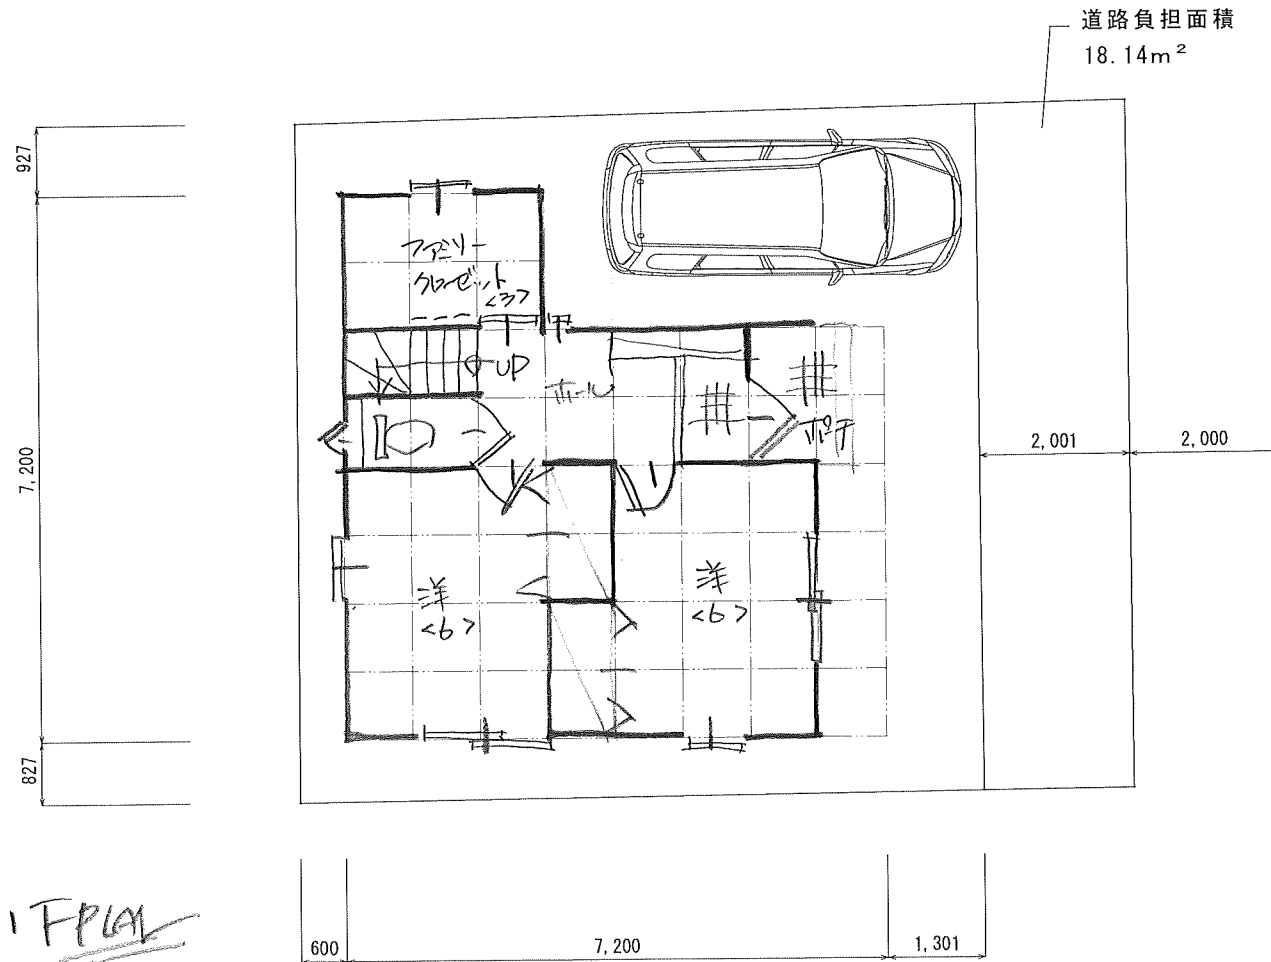 道路負担面積
18.14m²
927
7,200
827
ファミリー
クローゼット
<3>
UP
ホール
ポーチ
2,001
2,000
洋
<6>
洋
<6>
1FPLAN
600
7,200
1,301